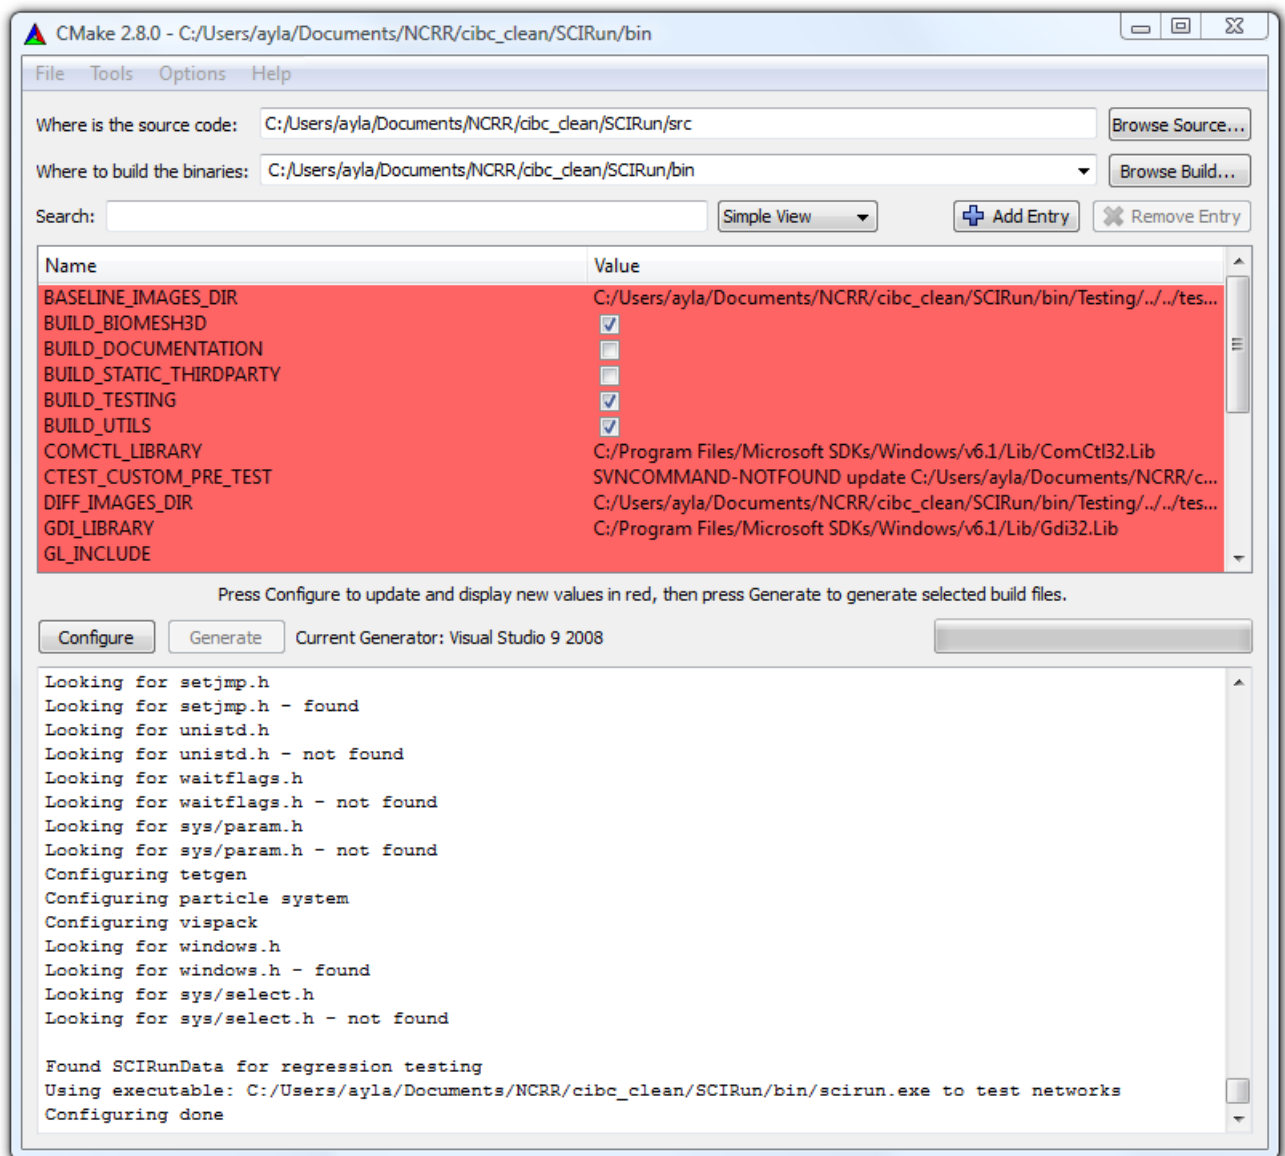 CMake 2.8.0 - C:/Users/ayla/Documents/NCRR/cibc_clean/SCIRun/bin
File Tools Options Help
Where is the source code: C:/Users/ayla/Documents/NCRR/cibc_clean/SCIRun/src Browse Source...
Where to build the binaries: C:/Users/ayla/Documents/NCRR/cibc_clean/SCIRun/bin Browse Build...
Search: Simple View Add Entry Remove Entry
Name Value
BASELINE_IMAGES_DIR C:/Users/ayla/Documents/NCRR/cibc_clean/SCIRun/bin/Testing/../../tes...
BUILD_BIOMESH3D
BUILD_DOCUMENTATION
BUILD_STATIC_THIRDPARTY
BUILD_TESTING
BUILD_UTILS
COMCTL_LIBRARY C:/Program Files/Microsoft SDKs/Windows/v6.1/Lib/ComCtl32.Lib
CTEST_CUSTOM_PRE_TEST SVNCOMMAND-NOTFOUND update C:/Users/ayla/Documents/NCRR/c...
DIFF_IMAGES_DIR C:/Users/ayla/Documents/NCRR/cibc_clean/SCIRun/bin/Testing/../../tes...
GDI_LIBRARY C:/Program Files/Microsoft SDKs/Windows/v6.1/Lib/Gdi32.Lib
GL_INCLUDE
Press Configure to update and display new values in red, then press Generate to generate selected build files.
Configure Generate Current Generator: Visual Studio 9 2008
Looking for setjmp.h
Looking for setjmp.h - found
Looking for unistd.h
Looking for unistd.h - not found
Looking for waitflags.h
Looking for waitflags.h - not found
Looking for sys/param.h
Looking for sys/param.h - not found
Configuring tetgen
Configuring particle system
Configuring vispack
Looking for windows.h
Looking for windows.h - found
Looking for sys/select.h
Looking for sys/select.h - not found
Found SCIRunData for regression testing
Using executable: C:/Users/ayla/Documents/NCRR/cibc_clean/SCIRun/bin/scirun.exe to test networks
Configuring done